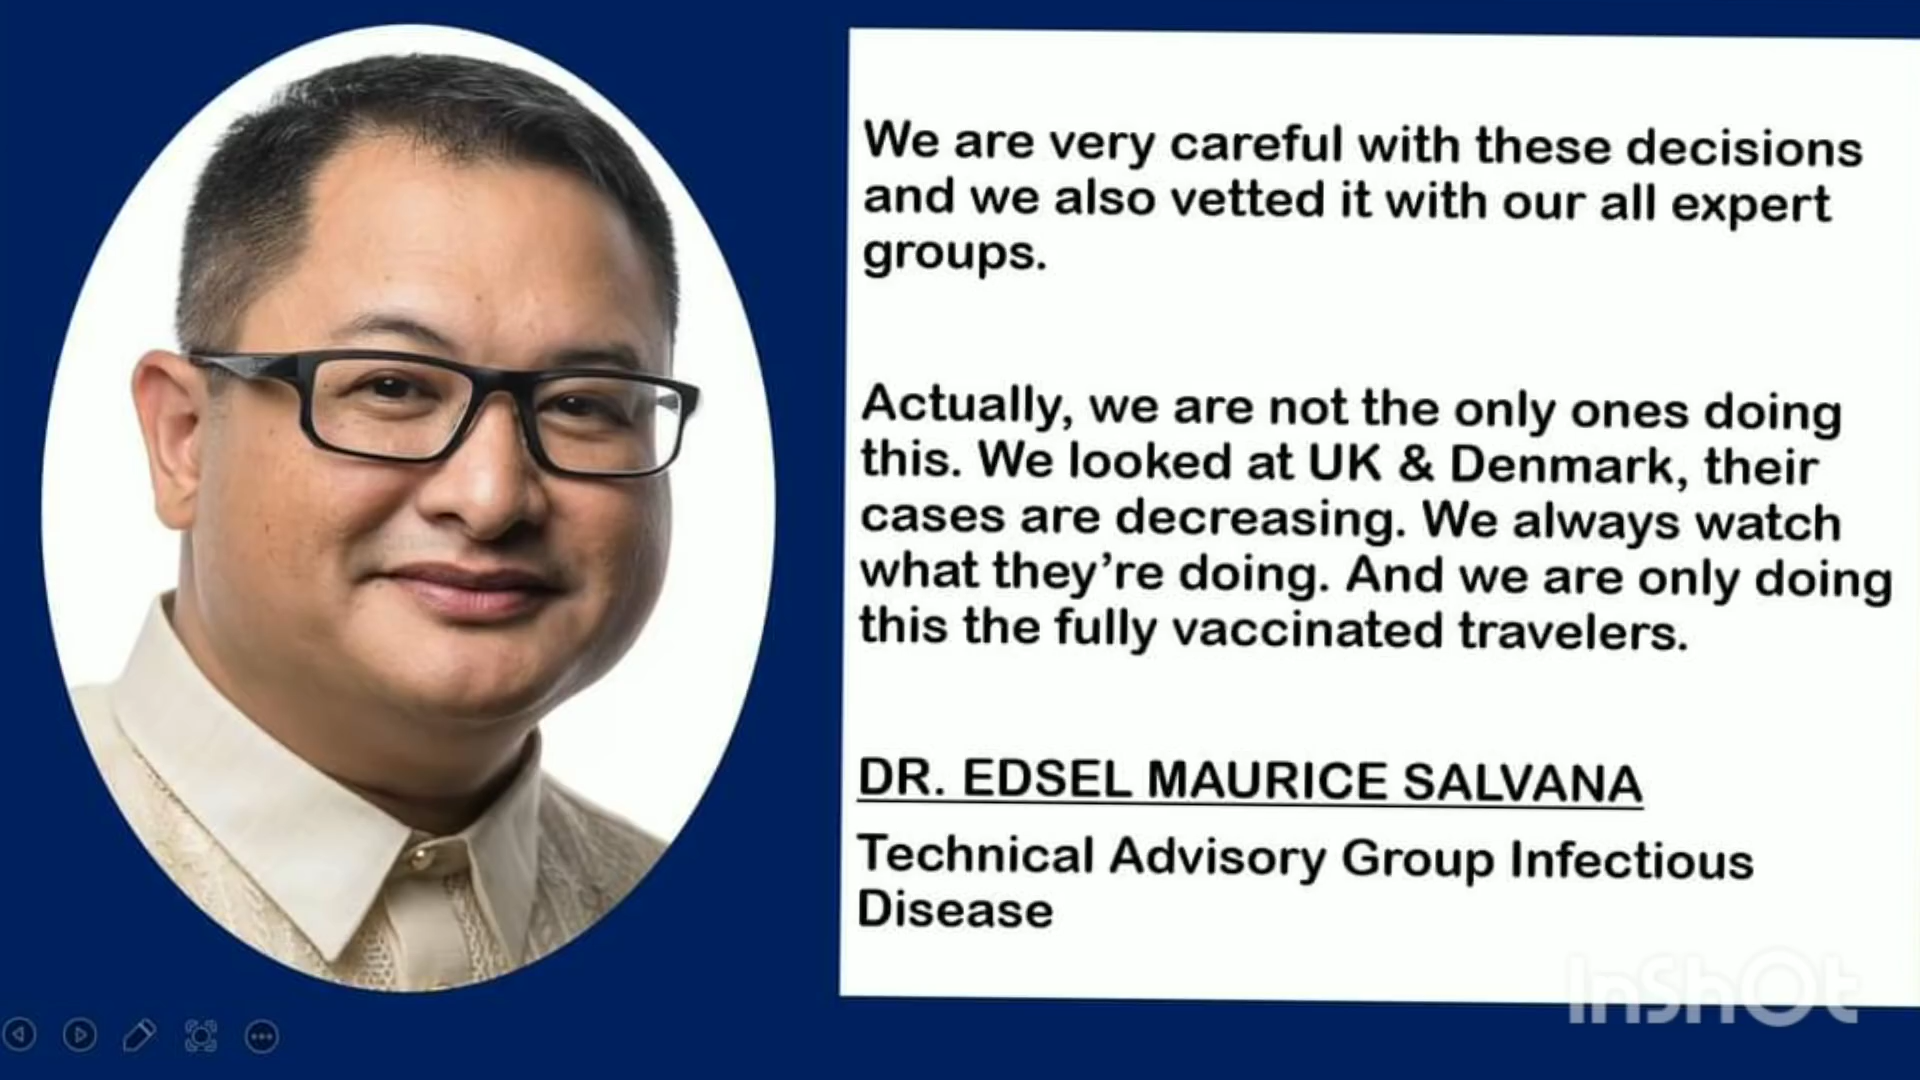 We are very careful with these decisions
and we also vetted it with our all expert
groups.
Actually, we are not the only ones doing
this. We looked at UK & Denmark, their
cases are decreasing. We always watch
what they're doing. And we are only doing
this the fully vaccinated travelers.
DR. EDSEL MAURICE SALVANA
Technical Advisory Group Infectious
Disease
InShOt